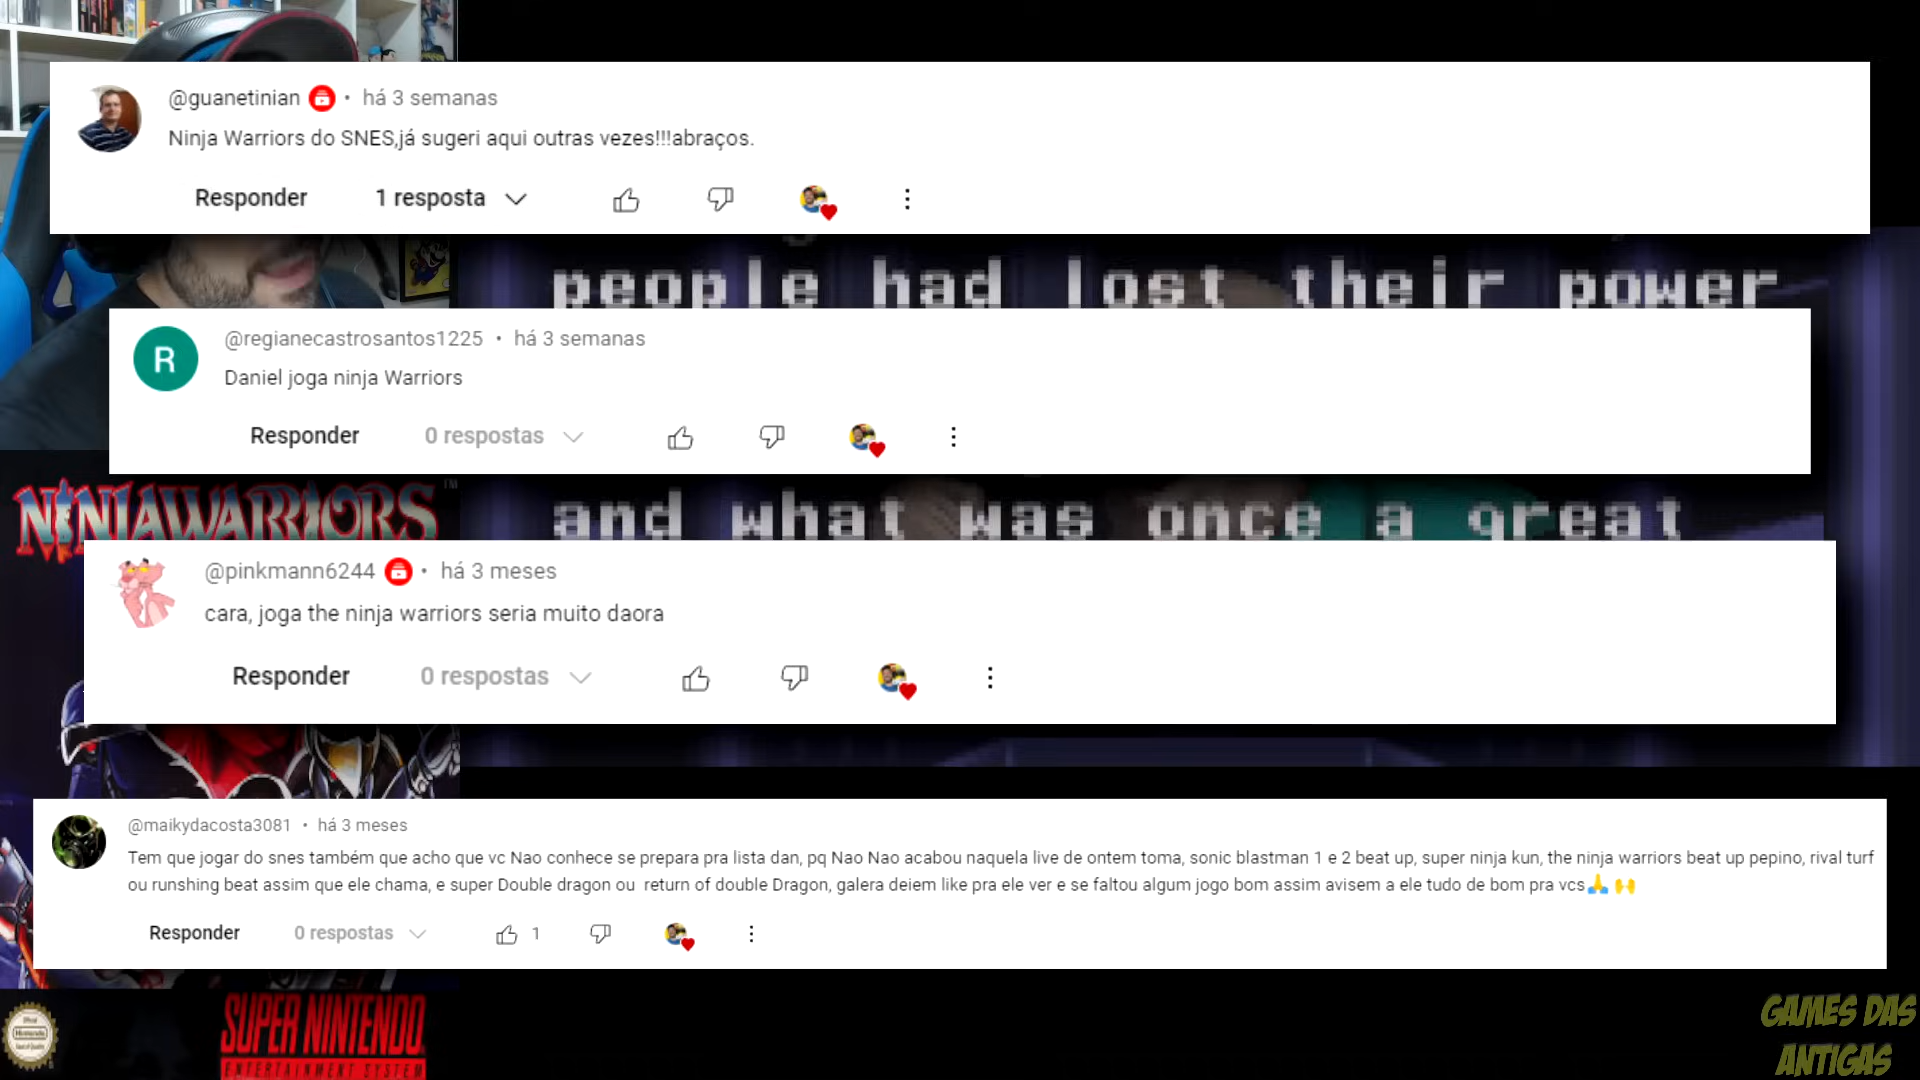 @guanetinian • há 3 semanas
Ninja Warriors do SNES,já sugeri aqui outras vezes!!!abraços.
Responder 1 resposta
people had lost their power
@regianecastrosantos1225 • há 3 semanas
R
Daniel joga ninja Warriors
Responder 0 respostas
NINJAWARRIORS TM
and what was once a great
@pinkmann6244 • há 3 meses
cara, joga the ninja warriors seria muito daora
Responder 0 respostas
@maikydacosta3081 • há 3 meses
Tem que jogar do snes também que acho que vc Nao conhece se prepara pra lista dan, pq Nao Nao acabou naquela live de ontem toma, sonic blastman 1 e 2 beat up, super ninja kun, the ninja warriors beat up pepino, rival turf
ou runshing beat assim que ele chama, e super Double dragon ou return of double Dragon, galera deiem like pra ele ver e se faltou algum jogo bom assim avisem a ele tudo de bom pra vcs🙏 🙌
Responder 0 respostas 1
SUPER NINTENDO
ENTERTAINMENT SYSTEM
GAMES DAS
ANTIGAS